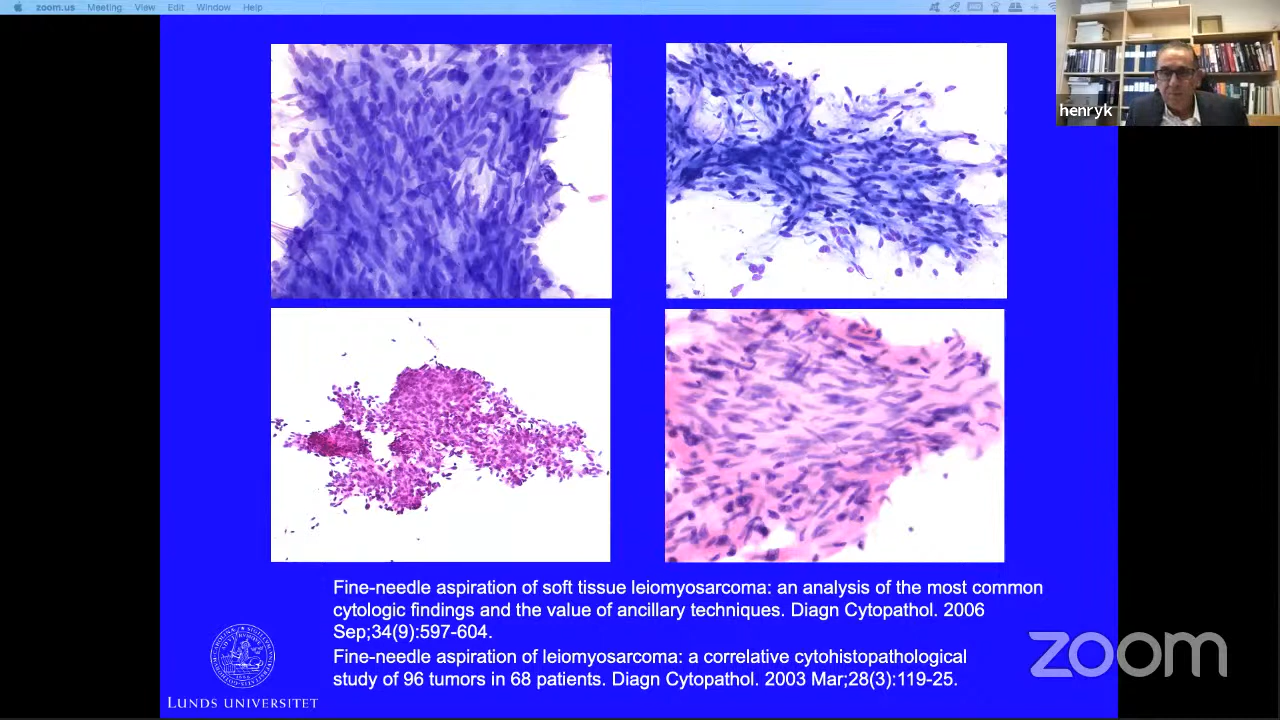 zoom.us Meeting View Edit Window Help
henryk
Fine-needle aspiration of soft tissue leiomyosarcoma: an analysis of the most common
cytologic findings and the value of ancillary techniques. Diagn Cytopathol. 2006
Sep;34(9):597-604.
Fine-needle aspiration of leiomyosarcoma: a correlative cytohistopathological
study of 96 tumors in 68 patients. Diagn Cytopathol. 2003 Mar;28(3):119-25.
LUNDS UNIVERSITET
zoom